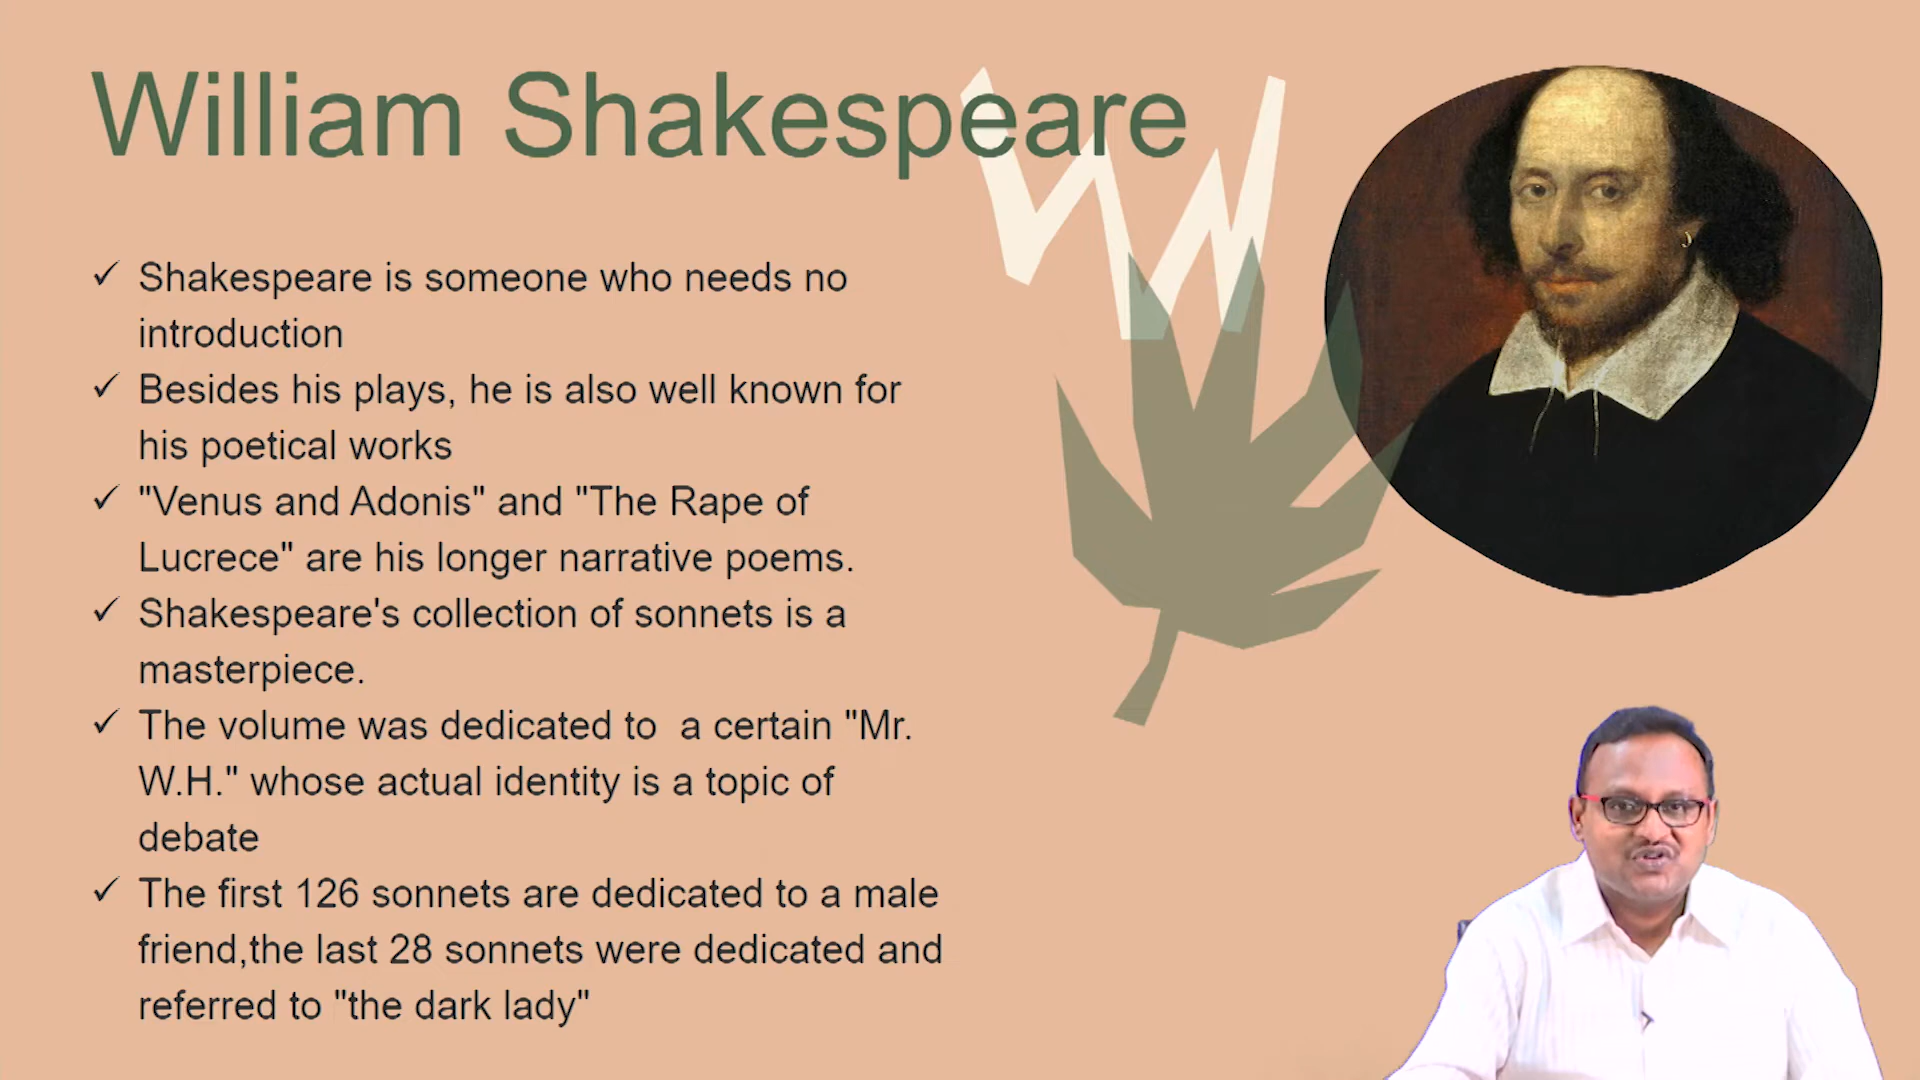 William Shakespeare
✓ Shakespeare is someone who needs no
introduction
✓ Besides his plays, he is also well known for
his poetical works
✓ "Venus and Adonis" and "The Rape of
Lucrece" are his longer narrative poems.
✓ Shakespeare's collection of sonnets is a
masterpiece.
✓ The volume was dedicated to  a certain "Mr.
W.H." whose actual identity is a topic of
debate
✓ The first 126 sonnets are dedicated to a male
friend,the last 28 sonnets were dedicated and
referred to "the dark lady"